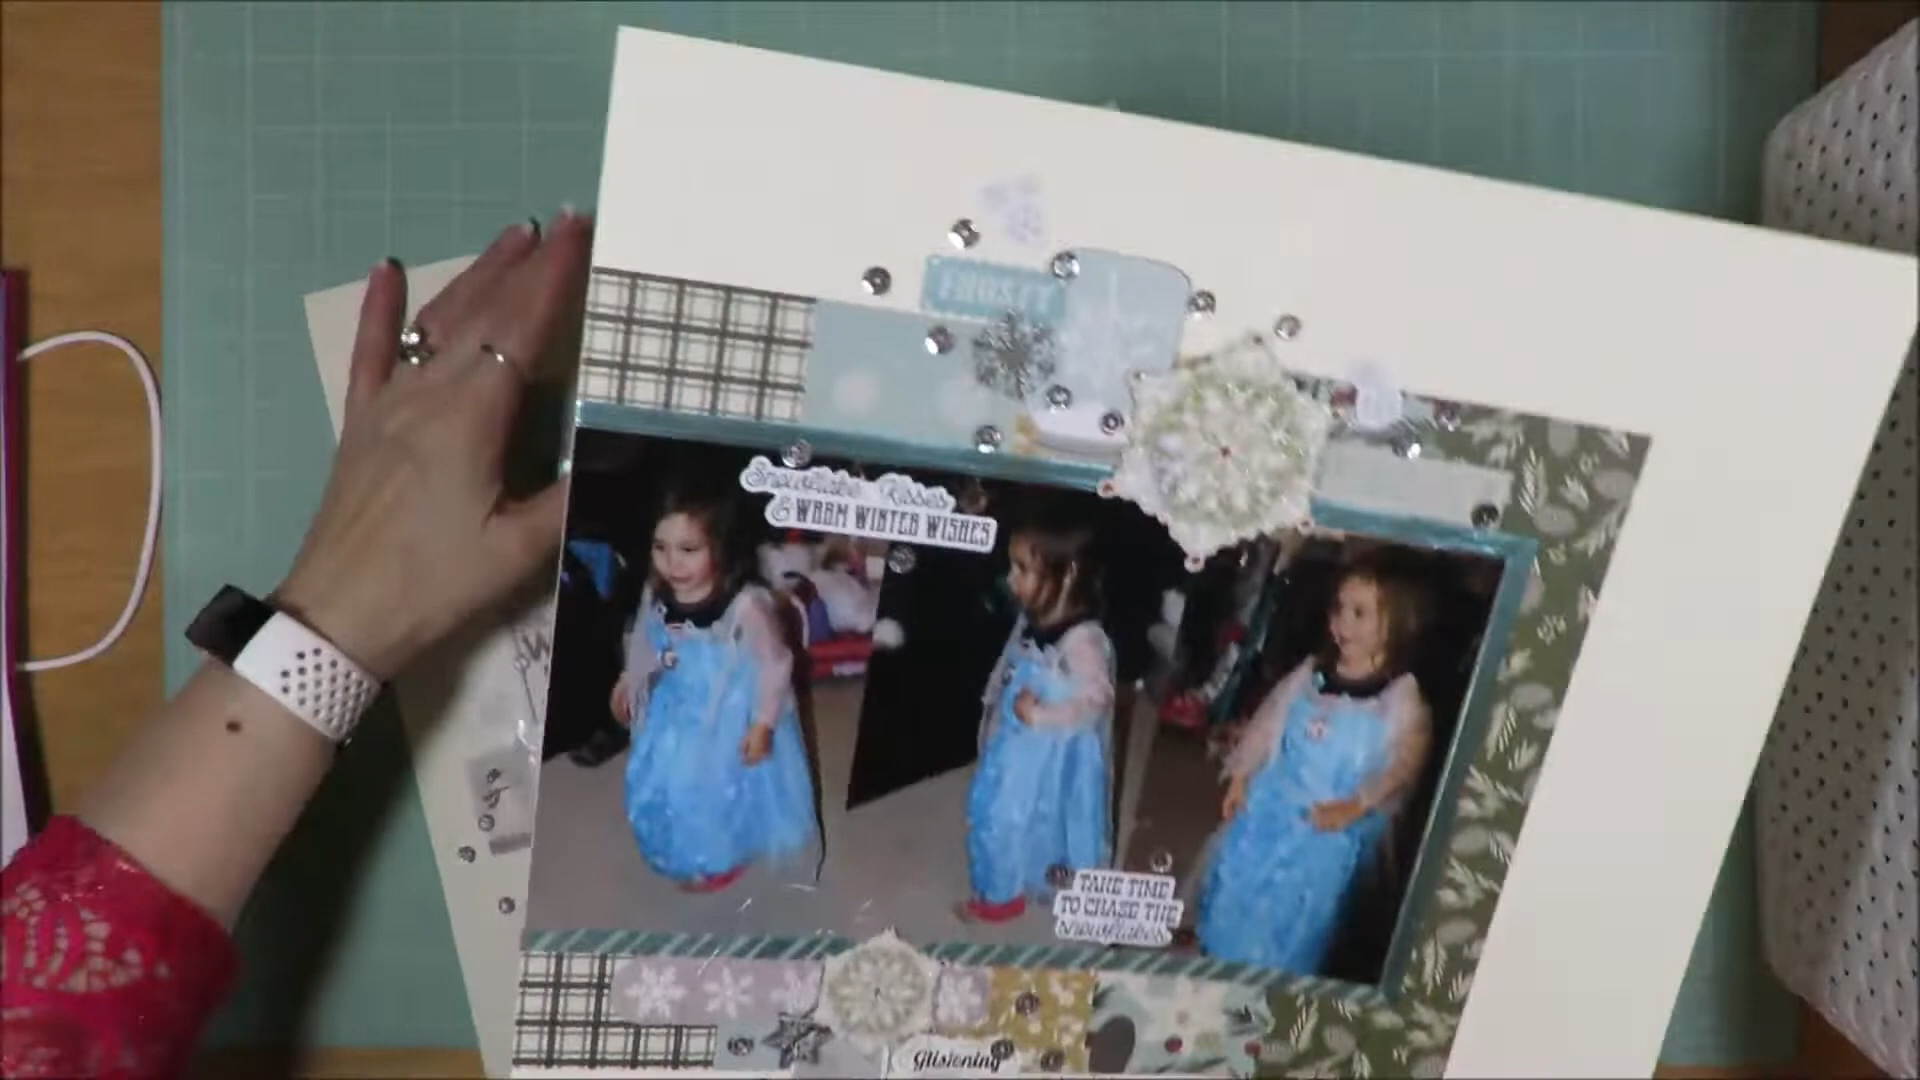 FROSTY
Snowflake Kisses
& WARM WINTER WISHES
TAKE TIME
TO CHASE THE
snowflakes
Glistening